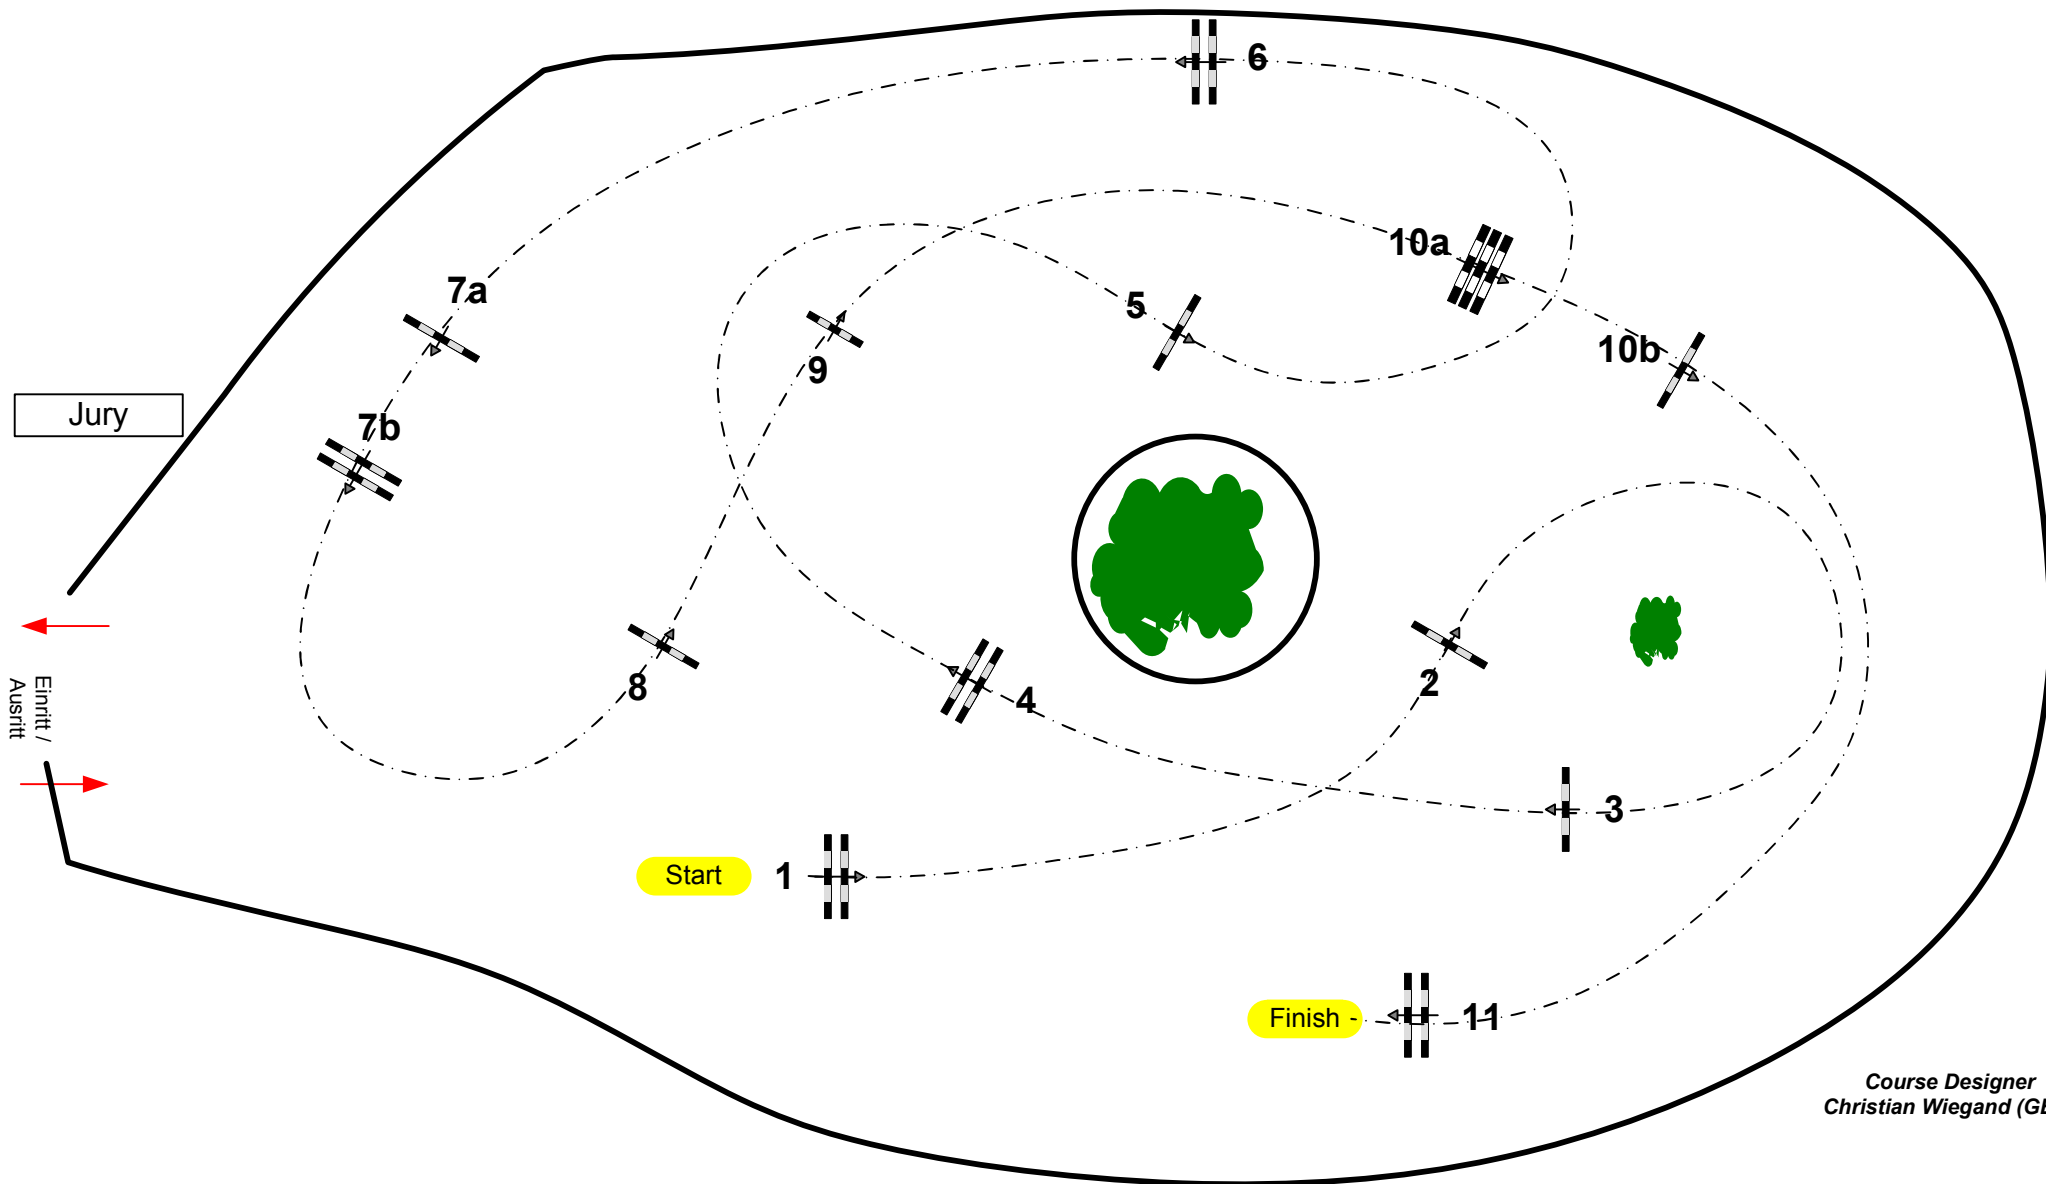 6
10a
7a
5
10b
9
Jury
7b
Einritt /
Ausritt
8
2
4
3
Start
1
Finish
11
Course Designer
Christian Wiegand